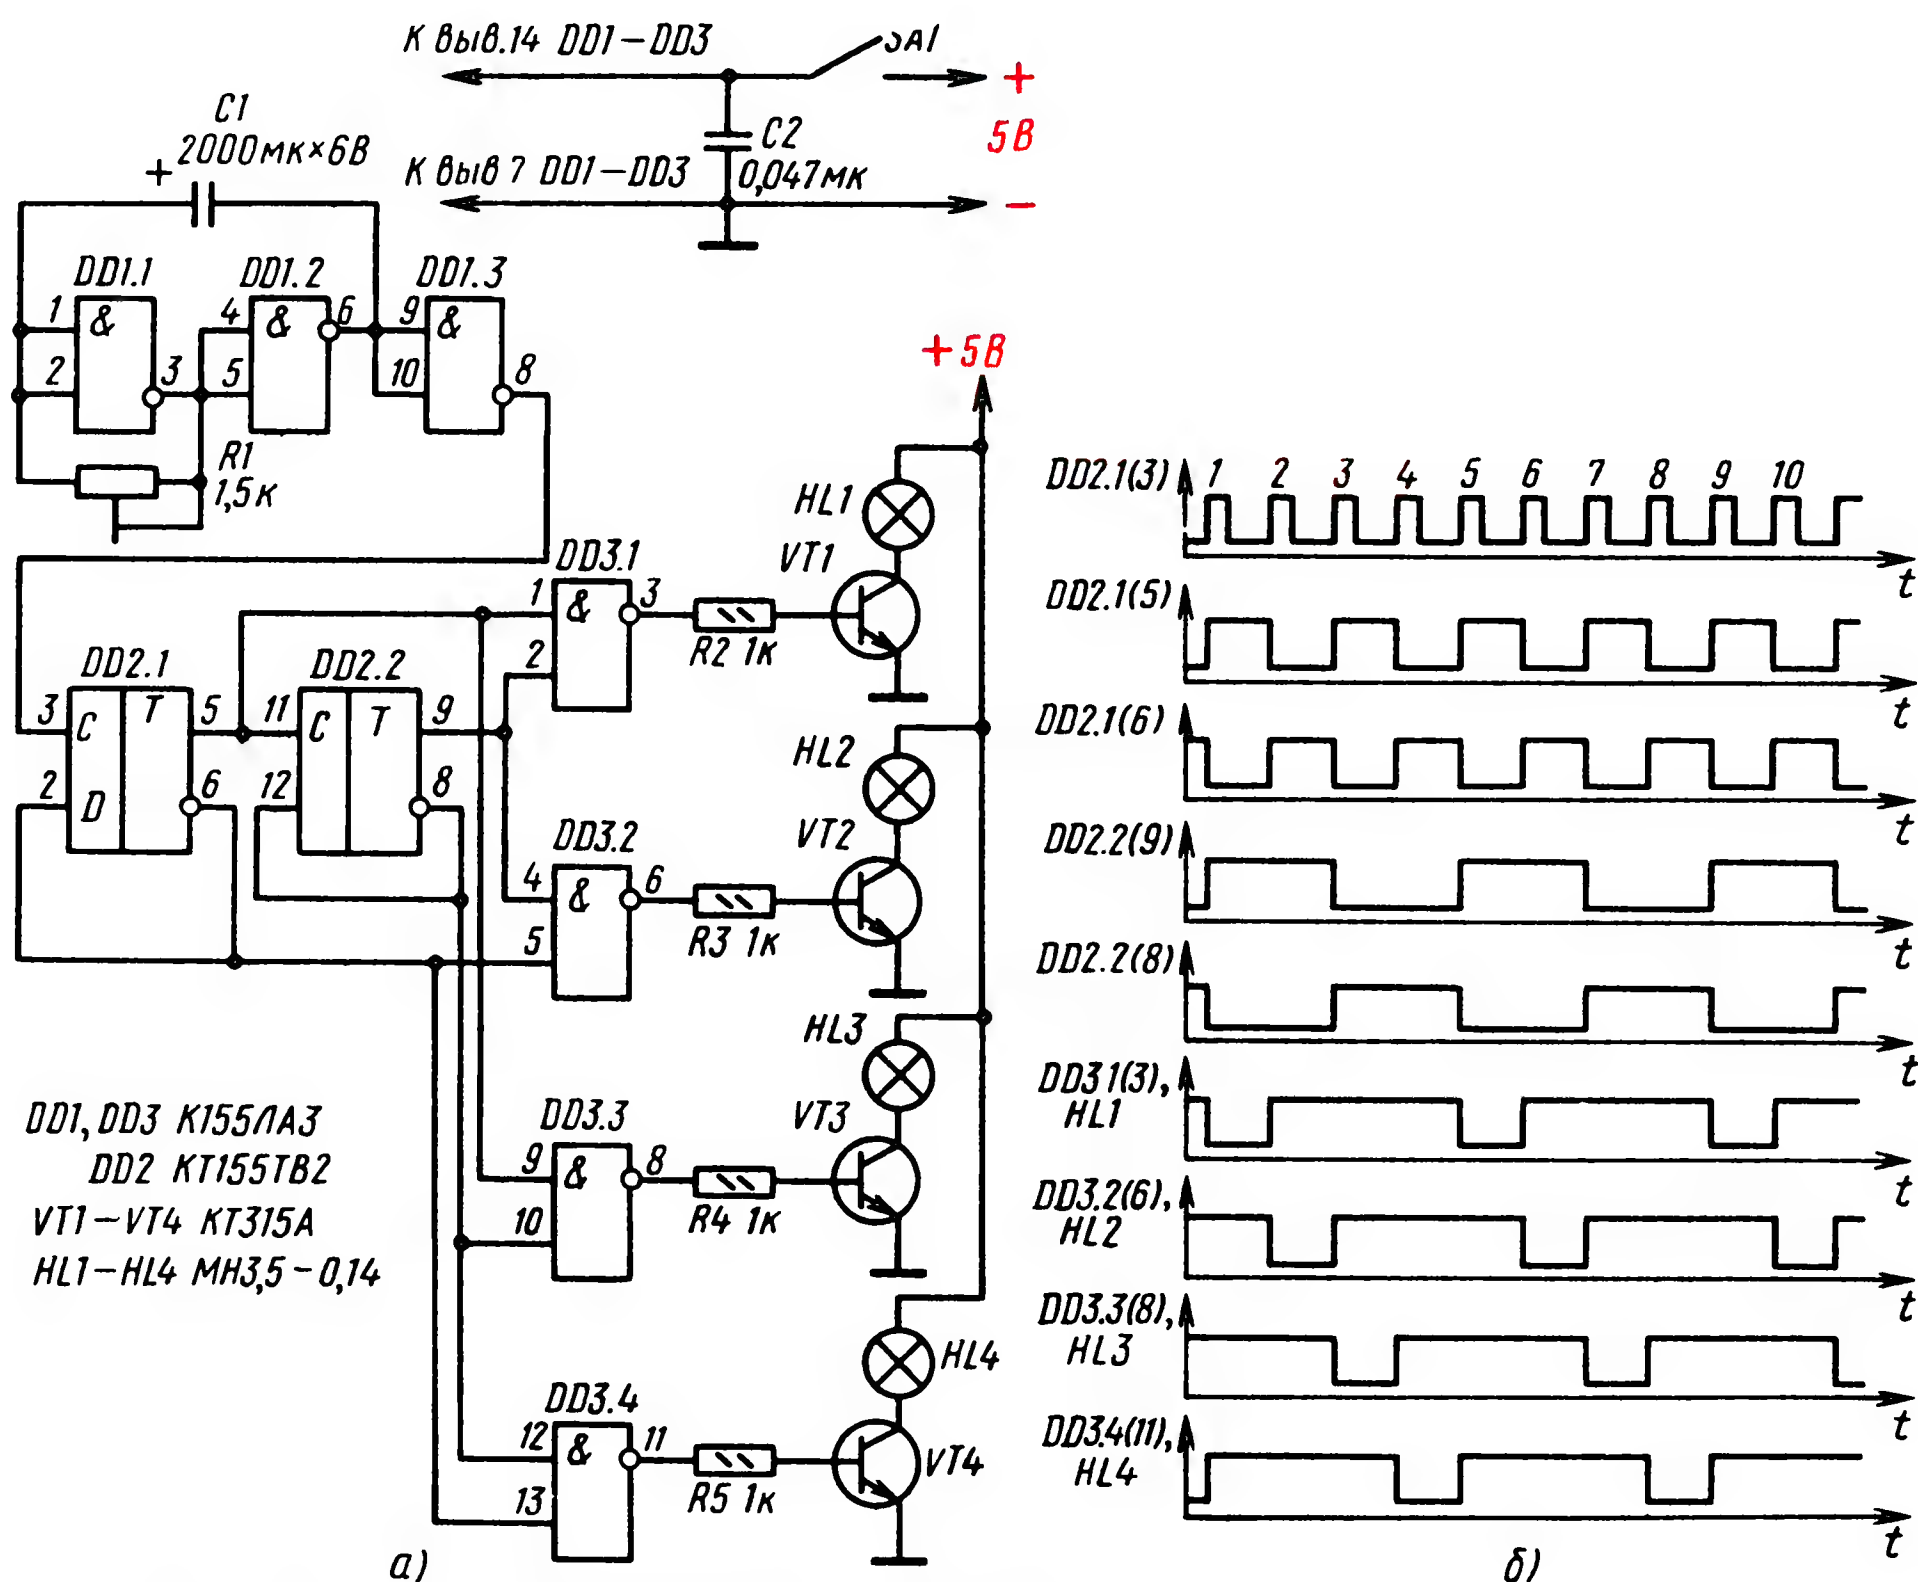 К выв.14 DD1-DD3
SA1
+
5В
-
C2
0,047мк
К выв 7 DD1-DD3
C1
2000мк×6В
+
DD1.1
1
2
&
3
DD1.2
4
5
&
6
DD1.3
9
10
&
8
R1
1,5к
+5В
DD2.1
3
2
C
D
T
5
6
DD2.2
11
12
C
T
9
8
DD3.1
1
2
&
3
R2 1к
VT1
HL1
DD3.2
4
5
&
6
R3 1к
VT2
HL2
DD3.3
9
10
&
8
R4 1к
VT3
HL3
DD3.4
12
13
&
11
R5 1к
VT4
HL4
DD1, DD3 К155ЛА3
DD2 КТ155ТВ2
VT1-VT4 КТ315А
HL1-HL4 МН3,5-0,14
а)
DD2.1(3)
1 2 3 4 5 6 7 8 9 10
t
DD2.1(5)
t
DD2.1(6)
t
DD2.2(9)
t
DD2.2(8)
t
DD3.1(3),
HL1
t
DD3.2(6),
HL2
t
DD3.3(8),
HL3
t
DD3.4(11),
HL4
t
б)